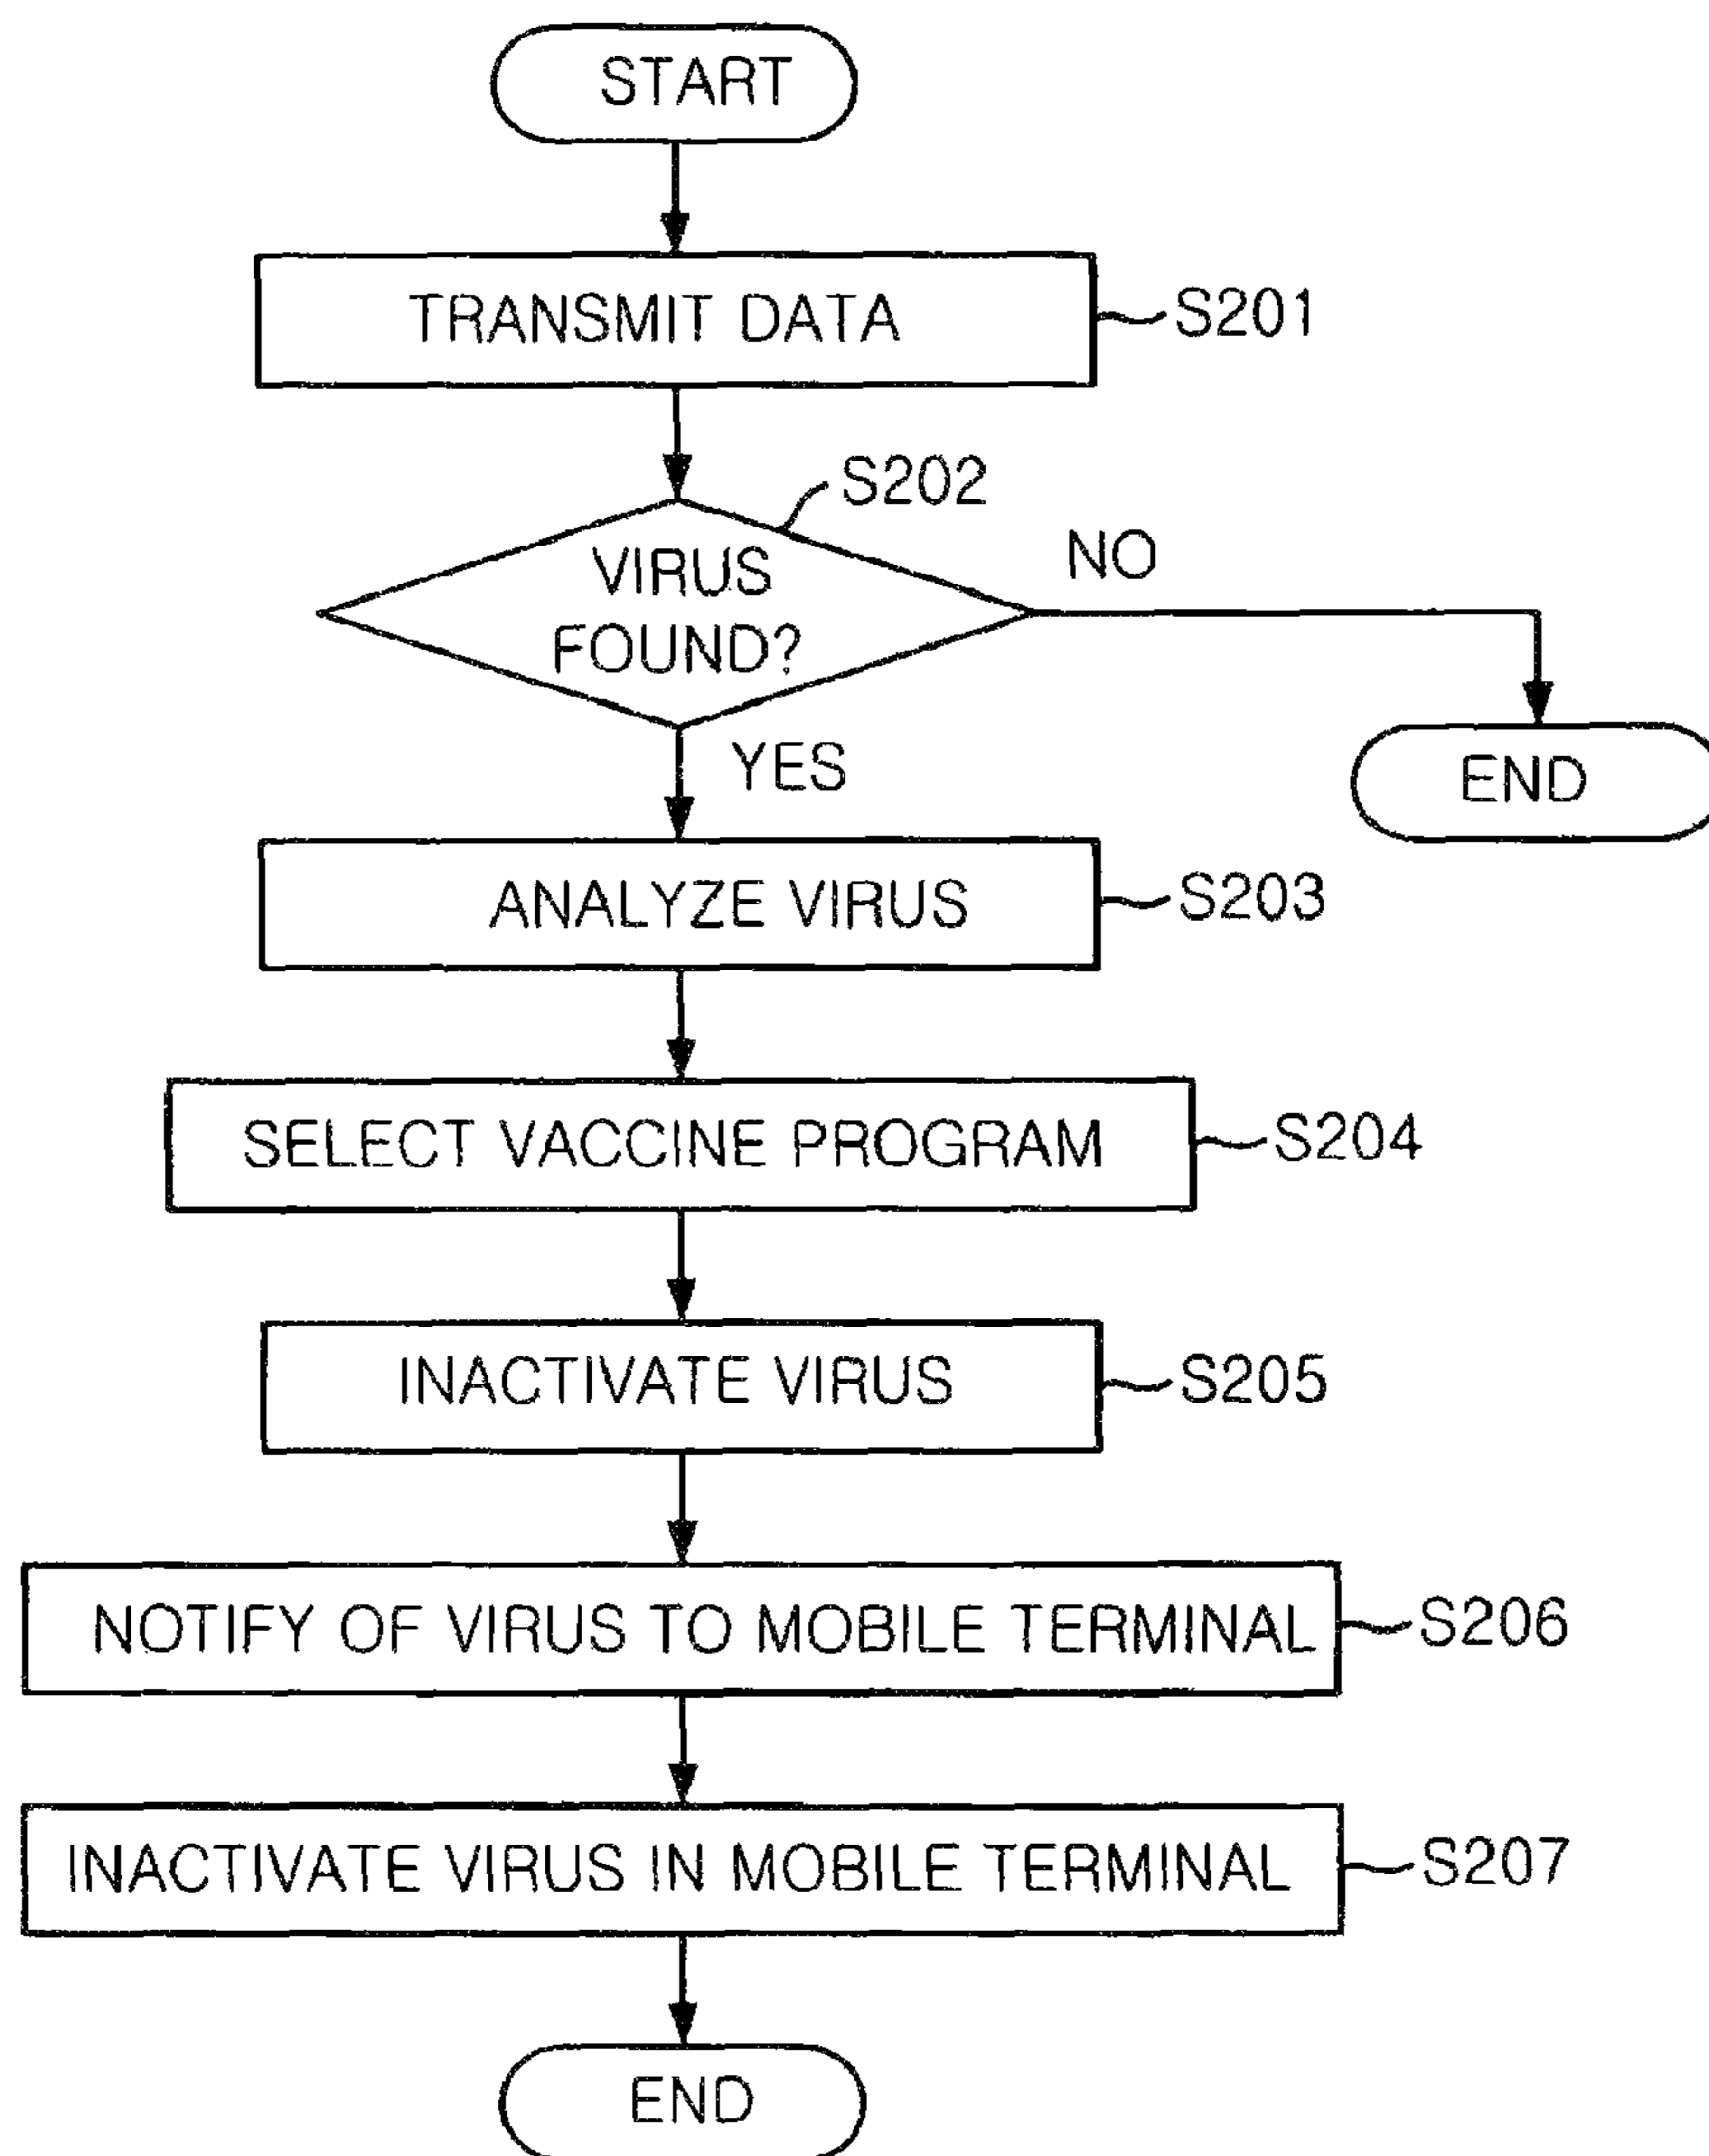 START
TRANSMIT DATA
S201
S202
VIRUS
FOUND?
NO
YES
END
ANALYZE VIRUS
S203
SELECT VACCINE PROGRAM
S204
INACTIVATE VIRUS
S205
NOTIFY OF VIRUS TO MOBILE TERMINAL
S206
INACTIVATE VIRUS IN MOBILE TERMINAL
S207
END